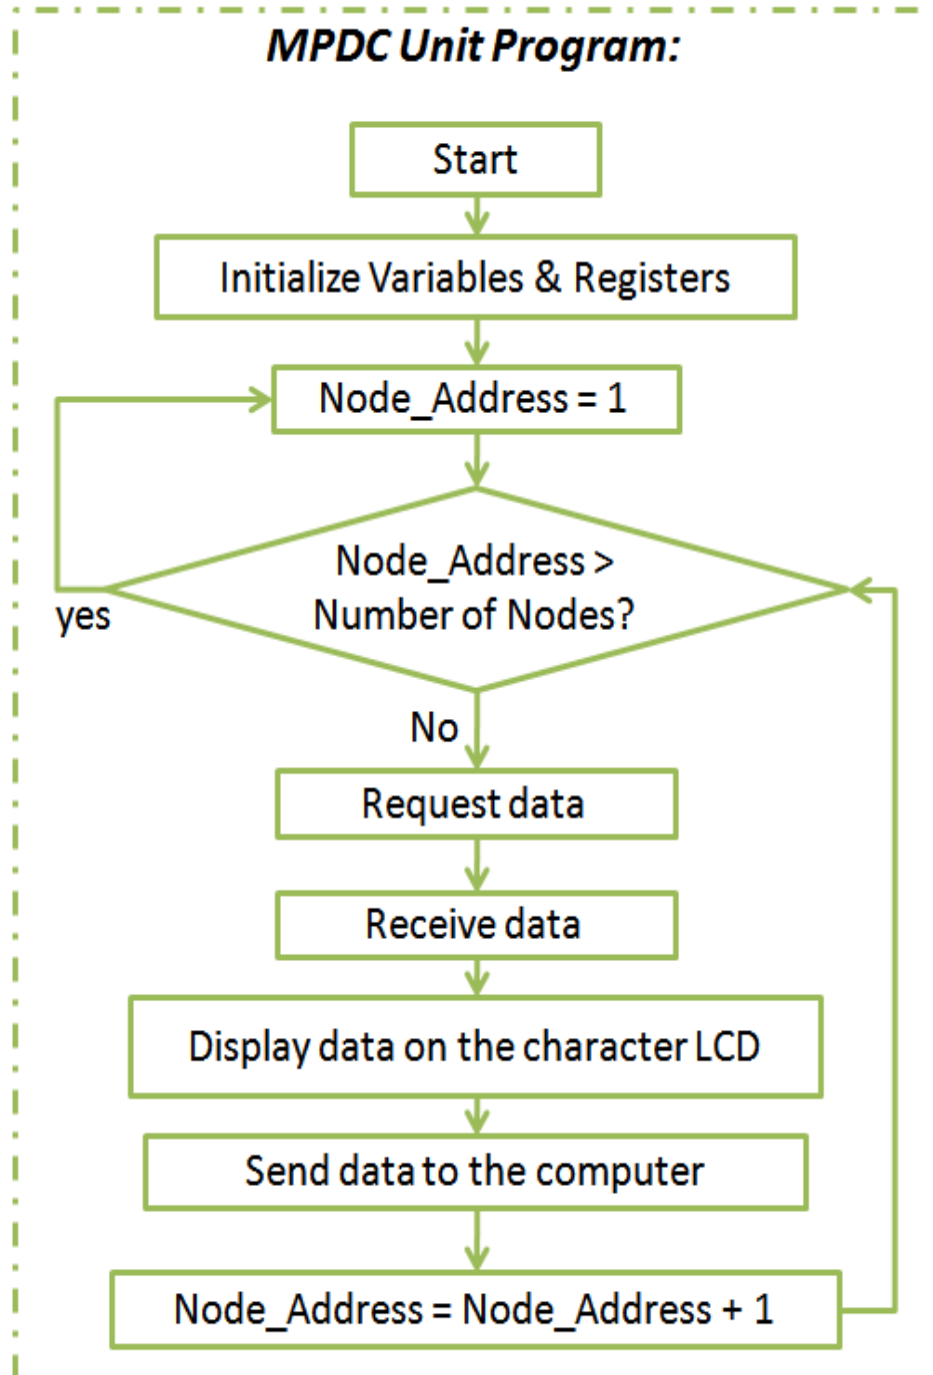 MPDC Unit Program:
Start
Initialize Variables & Registers
Node_Address = 1
Node_Address >
Number of Nodes?
yes
No
Request data
Receive data
Display data on the character LCD
Send data to the computer
Node_Address = Node_Address + 1